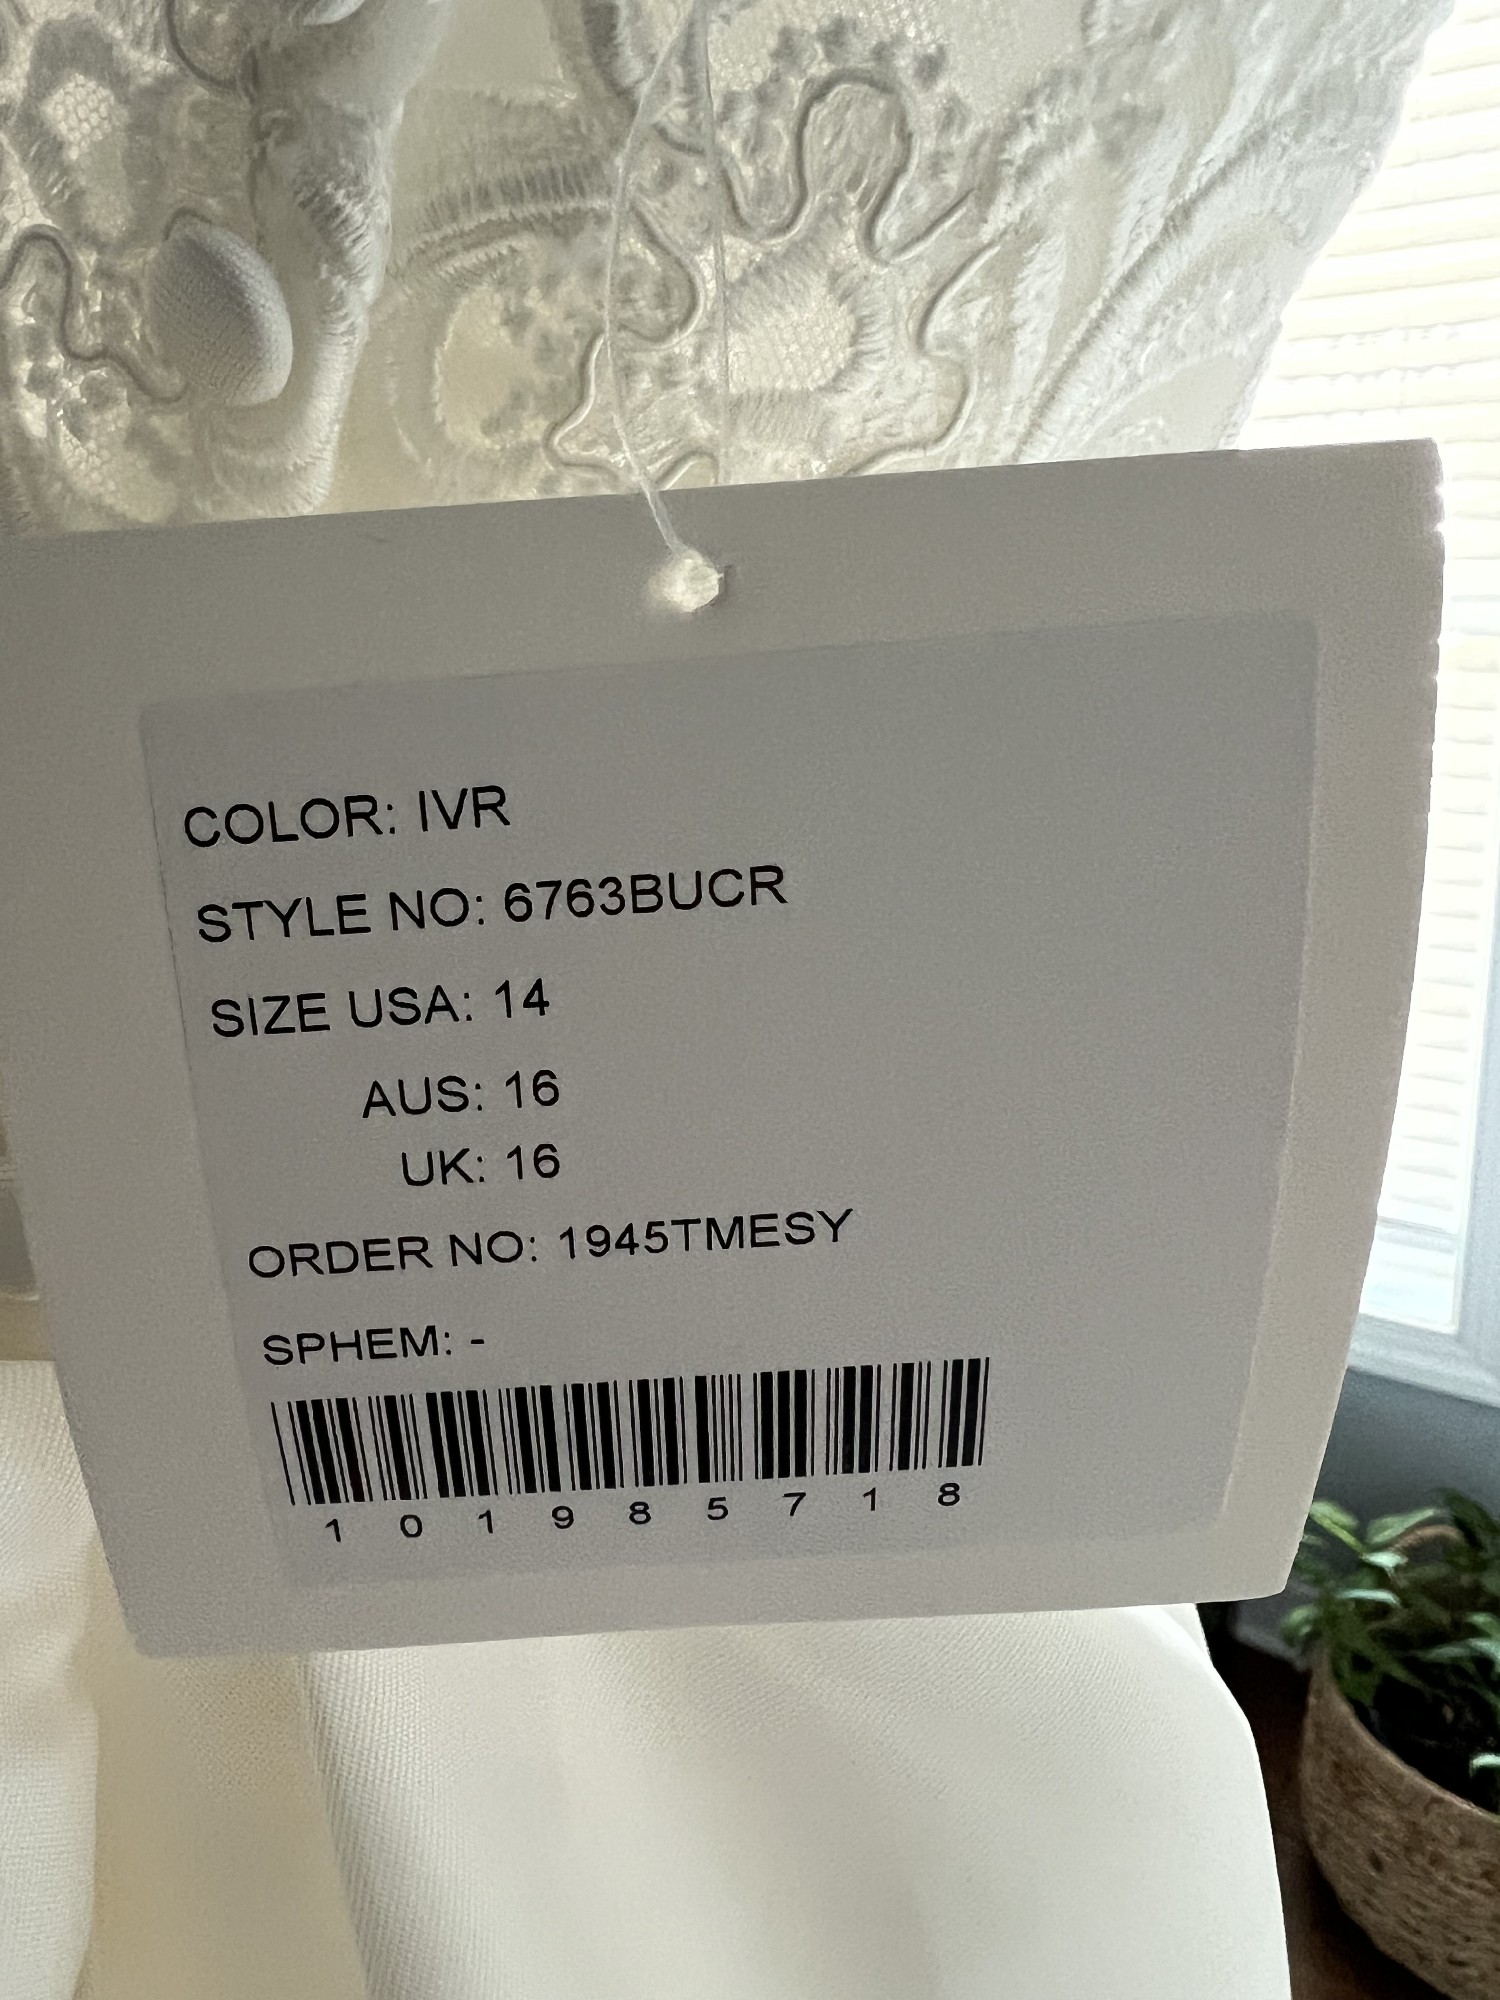 COLOR: IVR
STYLE NO: 6763BUCR
SIZE USA: 14
AUS: 16
UK: 16
ORDER NO: 1945TMESY
SPHEM: -
1 0 1 9 8 5 7 1 8